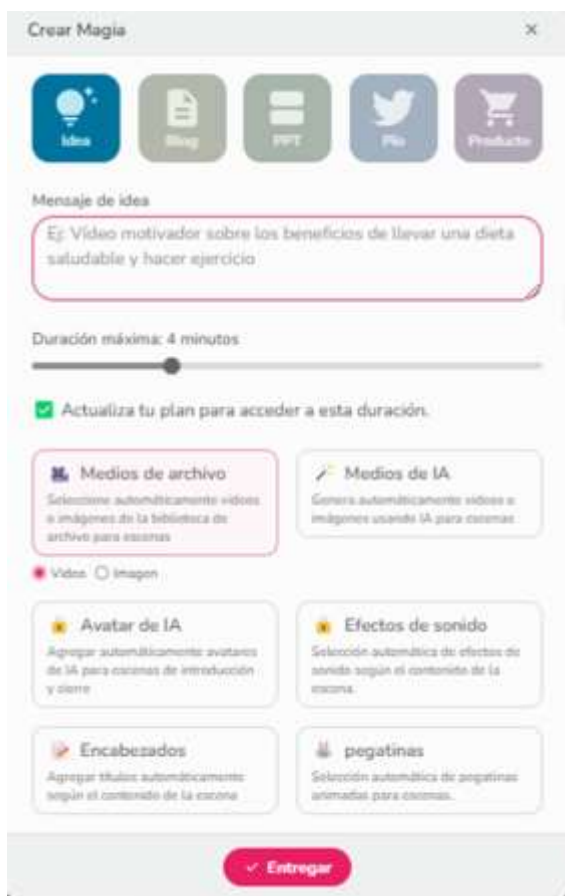 Crear Magia
Idea
Blog
PPT
Pío
Producto
Mensaje de idea
Ej: Vídeo motivador sobre los beneficios de llevar una dieta
saludable y hacer ejercicio
Duración máxima: 4 minutos
Actualiza tu plan para acceder a esta duración.
Medios de archivo
Seleccione automáticamente videos
o imágenes de la biblioteca de
archivo para escenas
Medios de IA
Genera automáticamente videos o
imágenes usando IA para escenas
Video
Imagen
Avatar de IA
Agregar automáticamente avatares
de IA para escenas de introducción
y cierre
Efectos de sonido
Selección automática de efectos de
sonido según el contenido de la
escena.
Encabezados
Agregar títulos automáticamente
según el contenido de la escena
pegatinas
Selección automática de pegatinas
animadas para escenas.
Entregar